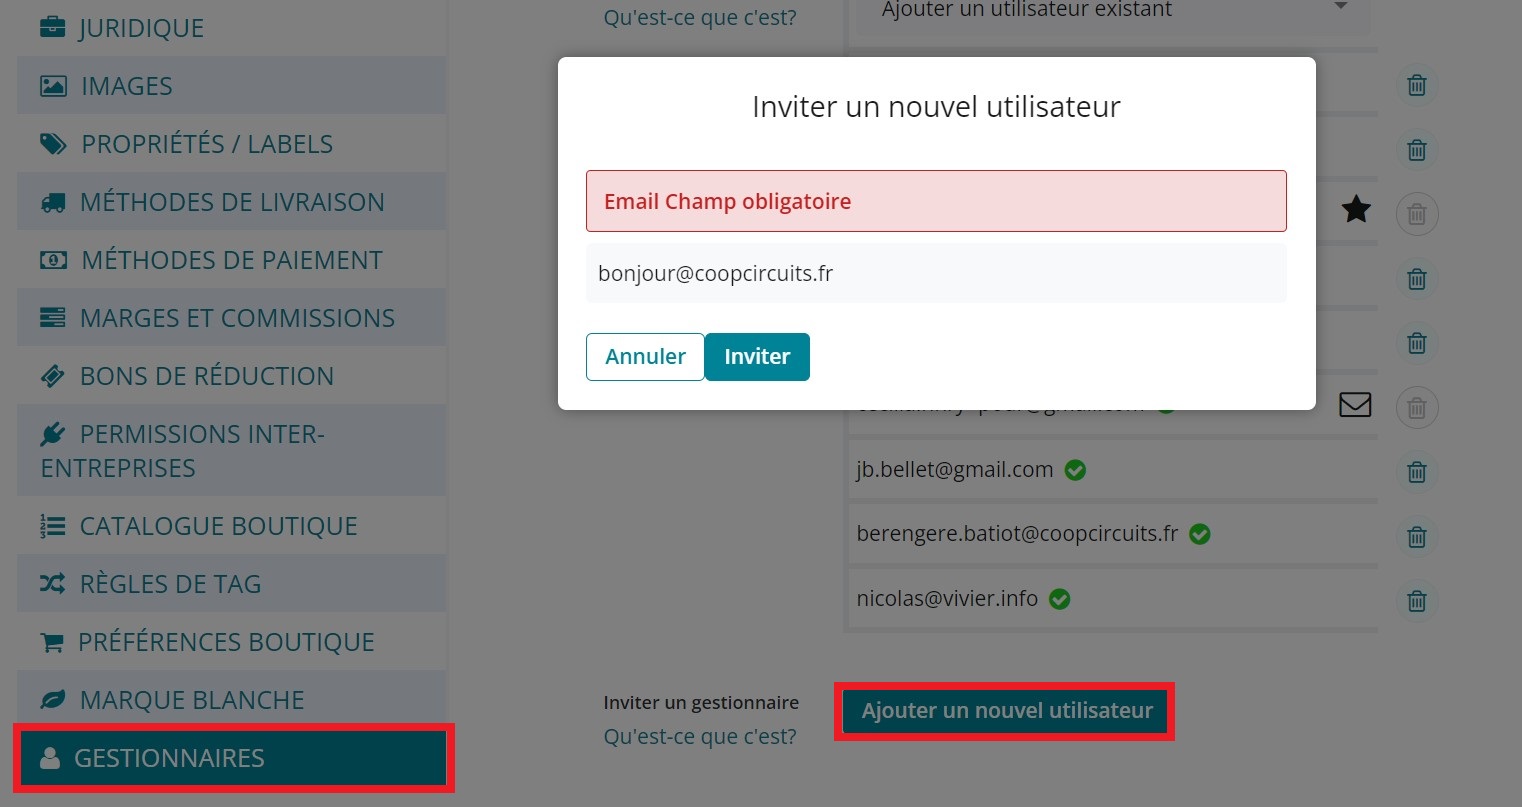 JURIDIQUE
IMAGES
PROPRIÉTÉS / LABELS
MÉTHODES DE LIVRAISON
MÉTHODES DE PAIEMENT
MARGES ET COMMISSIONS
BONS DE RÉDUCTION
PERMISSIONS INTER-
ENTREPRISES
CATALOGUE BOUTIQUE
RÈGLES DE TAG
PRÉFÉRENCES BOUTIQUE
MARQUE BLANCHE
GESTIONNAIRES
Qu'est-ce que c'est?
Ajouter un utilisateur existant
Inviter un nouvel utilisateur
Email Champ obligatoire
bonjour@coopcircuits.fr
Annuler
Inviter
jb.bellet@gmail.com
berengere.batiot@coopcircuits.fr
nicolas@vivier.info
Inviter un gestionnaire
Qu'est-ce que c'est?
Ajouter un nouvel utilisateur